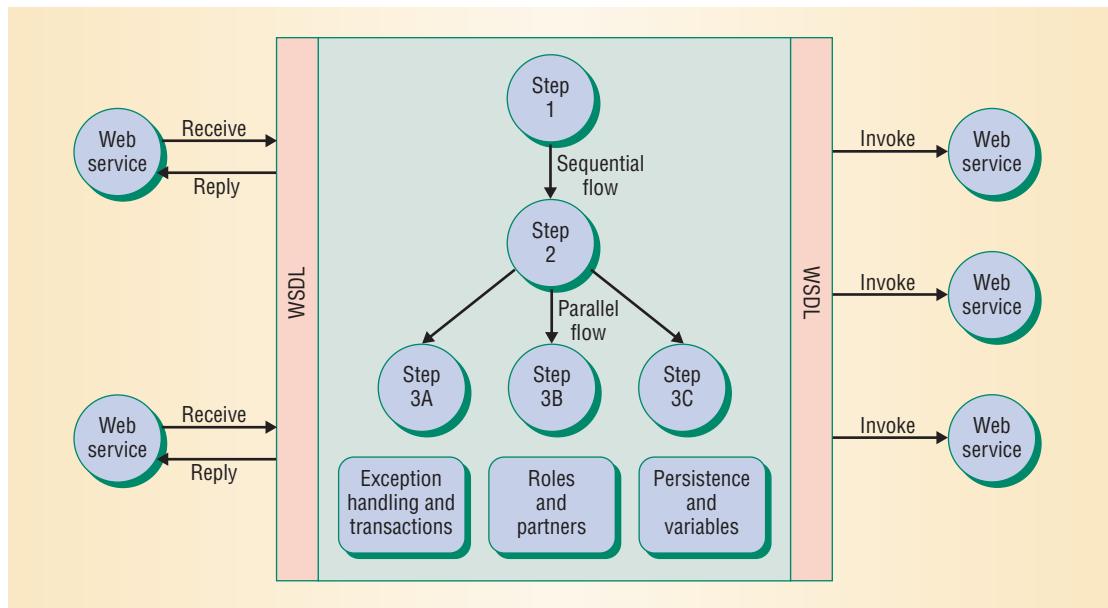 Web
service
Receive
Reply
Web
service
Receive
Reply
WSDL
Step
1
Sequential
flow
Step
2
Parallel
flow
Step
3A
Step
3B
Step
3C
Exception
handling and
transactions
Roles
and
partners
Persistence
and
variables
WSDL
Invoke
Web
service
Invoke
Web
service
Invoke
Web
service